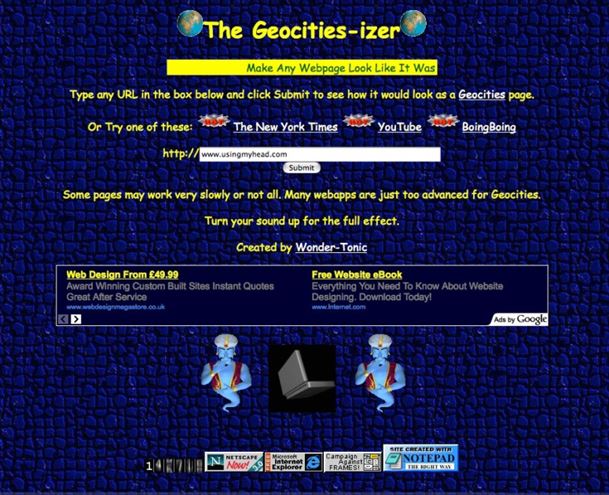 The Geocities-izer
Make Any Webpage Look Like It Was
Type any URL in the box below and click Submit to see how it would look as a Geocities page.
Or Try one of these: HOT The New York Times HOT YouTube HOT BoingBoing
http:// www.usingmyhead.com
Submit
Some pages may work very slowly or not all. Many webapps are just too advanced for Geocities.
Turn your sound up for the full effect.
Created by Wonder-Tonic
Web Design From £49.99
Award Winning Custom Built Sites Instant Quotes
Great After Service
www.webdesignmegastore.co.uk
Free Website eBook
Everything You Need To Know About Website
Designing. Download Today!
www.Internet.com
Ads by Google
1
N NETSCAPE NOW! 3.0
FREE Microsoft Internet Explorer
Campaign Against FRAMES!
SITE CREATED WITH
NOTEPAD
THE RIGHT WAY